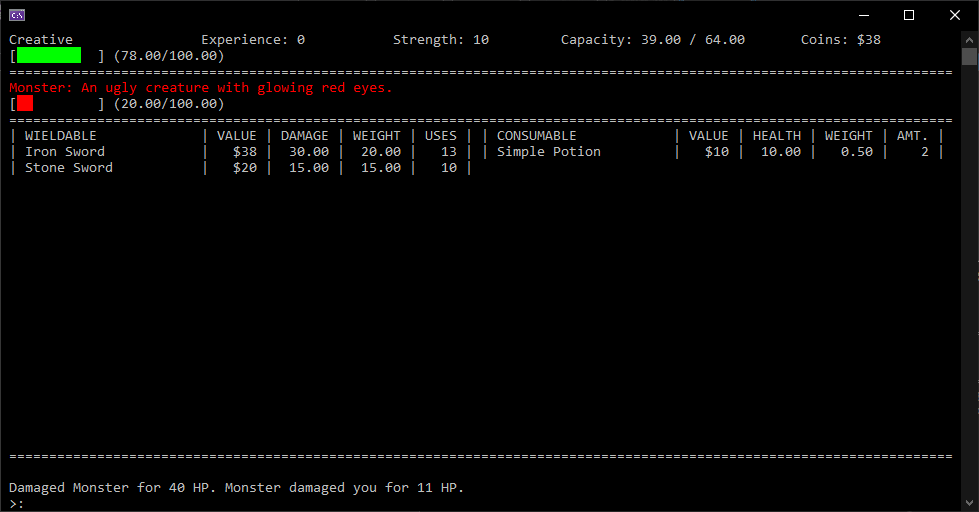 C:\
Creative Experience: 0 Strength: 10 Capacity: 39.00 / 64.00 Coins: $38
[ ] (78.00/100.00)
======================================================================================================================
Monster: An ugly creature with glowing red eyes.
[ ] (20.00/100.00)
======================================================================================================================
| WIELDABLE | VALUE | DAMAGE | WEIGHT | USES | | CONSUMABLE | VALUE | HEALTH | WEIGHT | AMT. |
| Iron Sword | $38 | 30.00 | 20.00 | 13 | | Simple Potion | $10 | 10.00 | 0.50 | 2 |
| Stone Sword | $20 | 15.00 | 15.00 | 10 |
======================================================================================================================
Damaged Monster for 40 HP. Monster damaged you for 11 HP.
>: